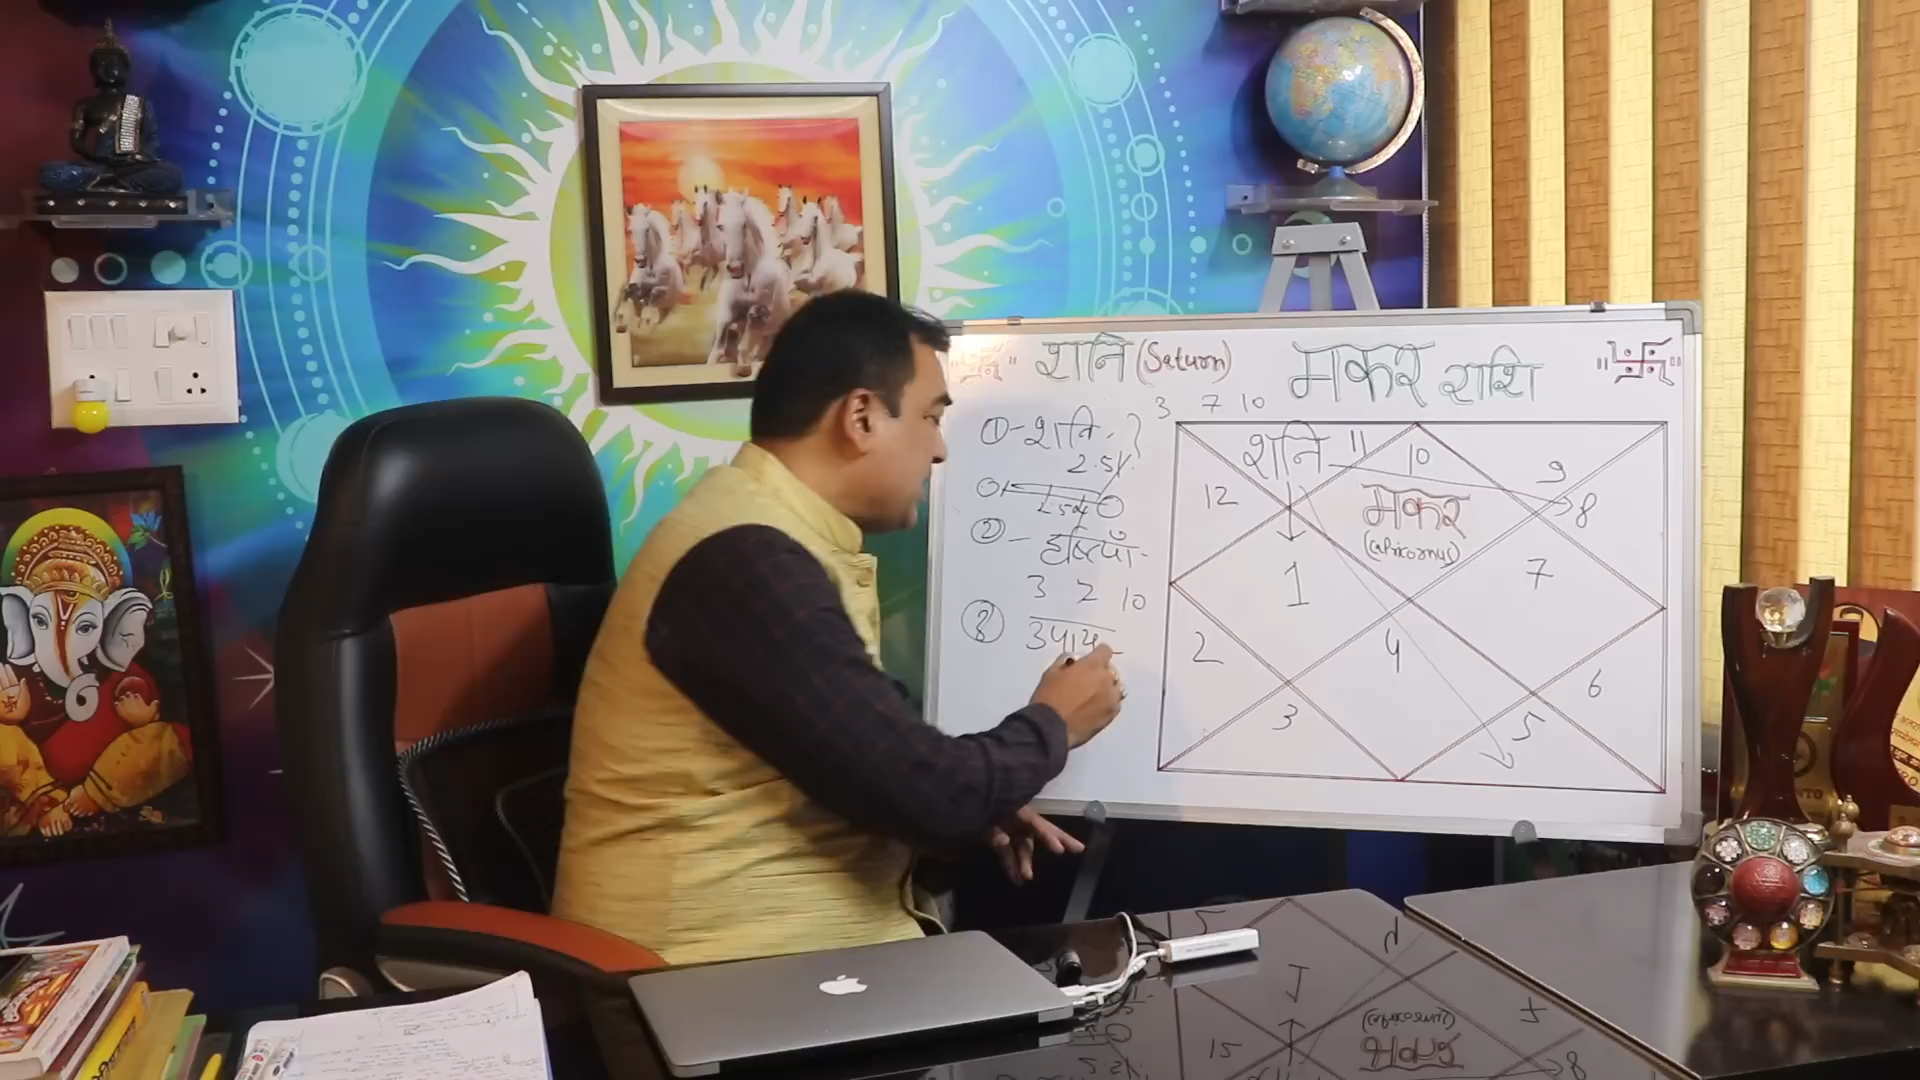 शनि (Saturn) मकर राशि
3 7 10
① - शनि -
2.5
② - दृष्टियाँ -
3 7 10
③ उपाय
शनि 11
10
9
8
12
मकर
(Capricornus)
7
1
2
4
6
3
5